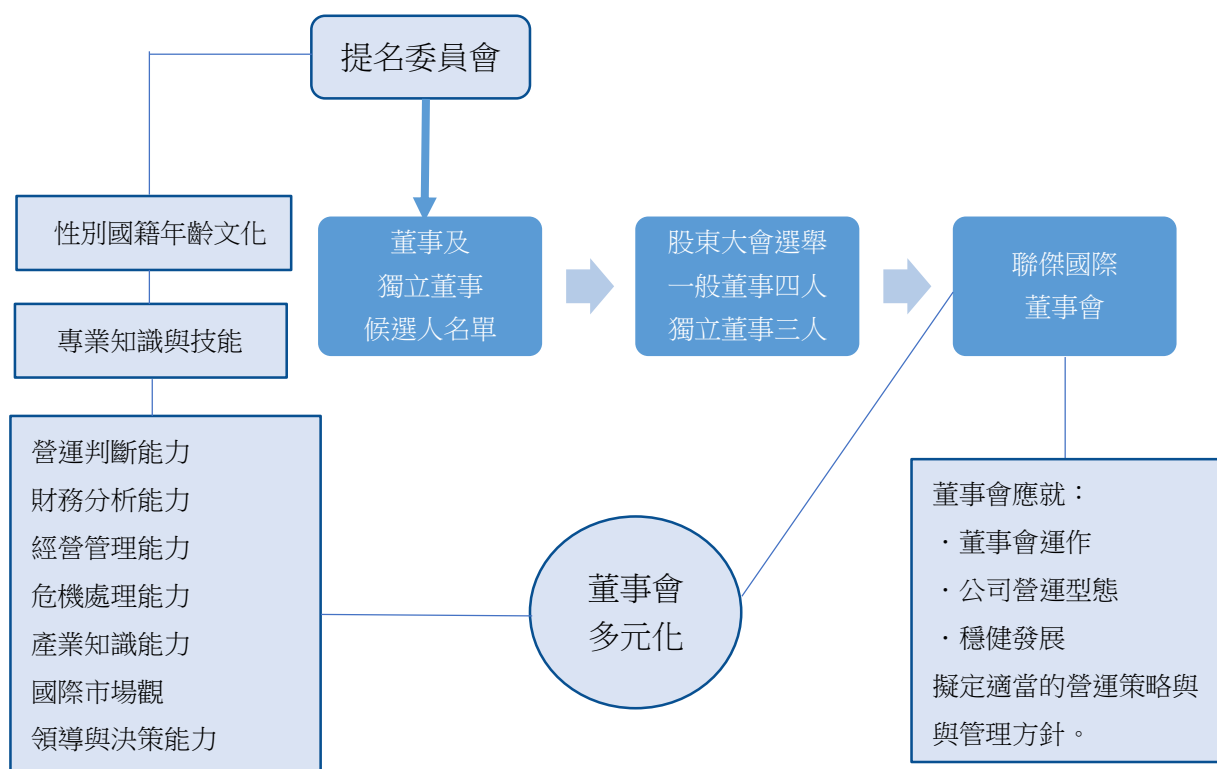 提名委員會
性別國籍年齡文化
專業知識與技能
營運判斷能力
財務分析能力
經營管理能力
危機處理能力
產業知識能力
國際市場觀
領導與決策能力
董事及
獨立董事
候選人名單
股東大會選舉
一般董事四人
獨立董事三人
聯傑國際
董事會
董事會
多元化
董事會應就：
．董事會運作
．公司營運型態
．穩健發展
擬定適當的營運策略與
與管理方針。